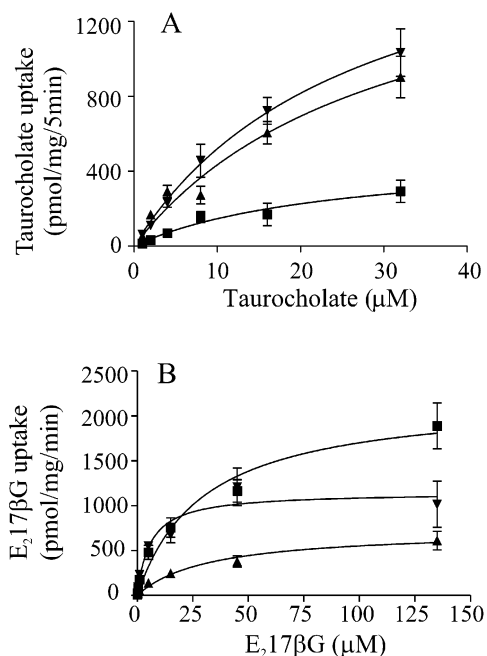 A
1200
800
400
0
Taurocholate uptake
(pmol/mg/5min)
0 10 20 30 40
Taurocholate (μM)
B
2500
2000
1500
1000
500
0
E₂17βG uptake
(pmol/mg/min)
0 25 50 75 100 125 150
E₂17βG (μM)